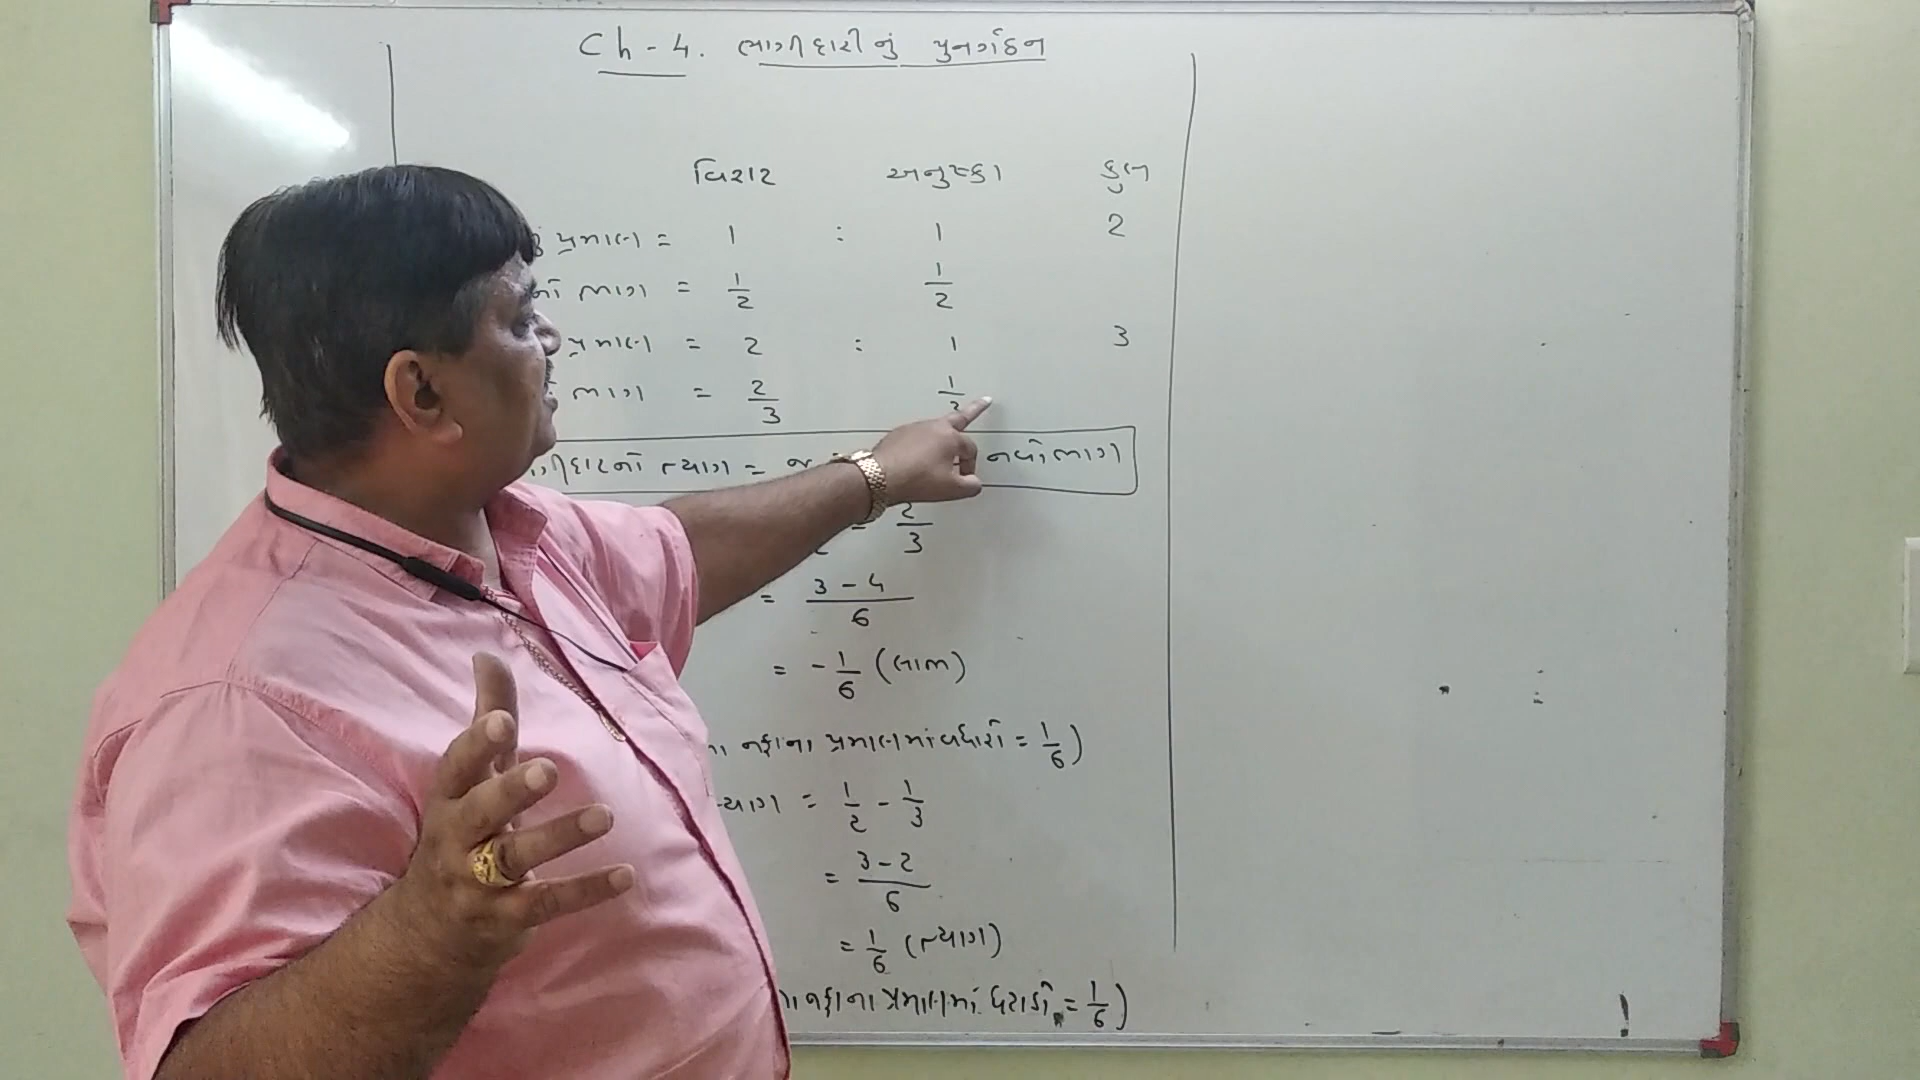 Ch - 4. ભાગીદારીનું પુનર્ગઠન
વિરાટ અનુષ્કા કુલ
પ્રમાણ = 1 : 1 2
ભાગ = 1/2 1/2
પ્રમાણ = 2 : 1 3
ભાગ = 2/3 1/3
ત્યાગ = નવો ભાગ
- 2/3
= 3 - 4 / 6
= - 1/6 (લાભ)
નફાના પ્રમાણમાં વધારો = 1/6)
= 1/2 - 1/3
= 3 - 2 / 6
= 1/6 (ત્યાગ)
નફાના પ્રમાણમાં ઘટાડો = 1/6)